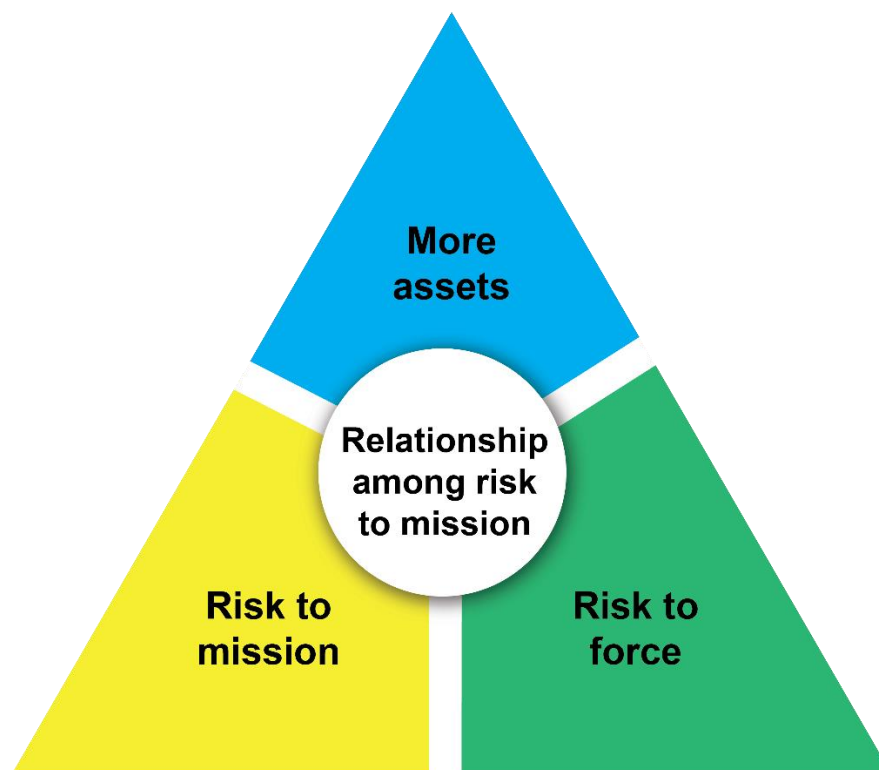 More
assets
Relationship
among risk
to mission
Risk to
mission
Risk to
force